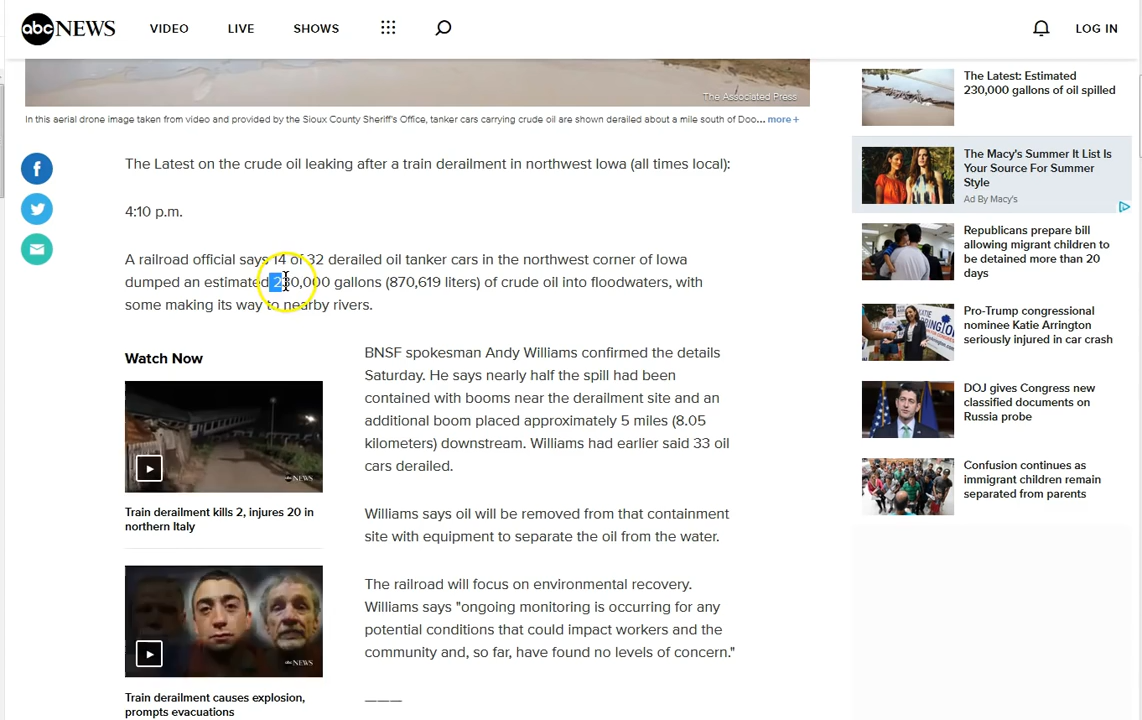 abc NEWS
VIDEO
LIVE
SHOWS
LOG IN
The Associated Press
In this aerial drone image taken from video and provided by the Sioux County Sheriff's Office, tanker cars carrying crude oil are shown derailed about a mile south of Doo... more +
The Latest on the crude oil leaking after a train derailment in northwest Iowa (all times local):
4:10 p.m.
A railroad official says 14 of 32 derailed oil tanker cars in the northwest corner of Iowa
dumped an estimated 230,000 gallons (870,619 liters) of crude oil into floodwaters, with
some making its way to nearby rivers.
Watch Now
abc NEWS
Train derailment kills 2, injures 20 in
northern Italy
abc NEWS
Train derailment causes explosion,
prompts evacuations
BNSF spokesman Andy Williams confirmed the details
Saturday. He says nearly half the spill had been
contained with booms near the derailment site and an
additional boom placed approximately 5 miles (8.05
kilometers) downstream. Williams had earlier said 33 oil
cars derailed.
Williams says oil will be removed from that containment
site with equipment to separate the oil from the water.
The railroad will focus on environmental recovery.
Williams says "ongoing monitoring is occurring for any
potential conditions that could impact workers and the
community and, so far, have found no levels of concern."
———
The Latest: Estimated
230,000 gallons of oil spilled
The Macy's Summer It List Is
Your Source For Summer
Style
Ad By Macy's
Republicans prepare bill
allowing migrant children to
be detained more than 20
days
Pro-Trump congressional
nominee Katie Arrington
seriously injured in car crash
DOJ gives Congress new
classified documents on
Russia probe
Confusion continues as
immigrant children remain
separated from parents